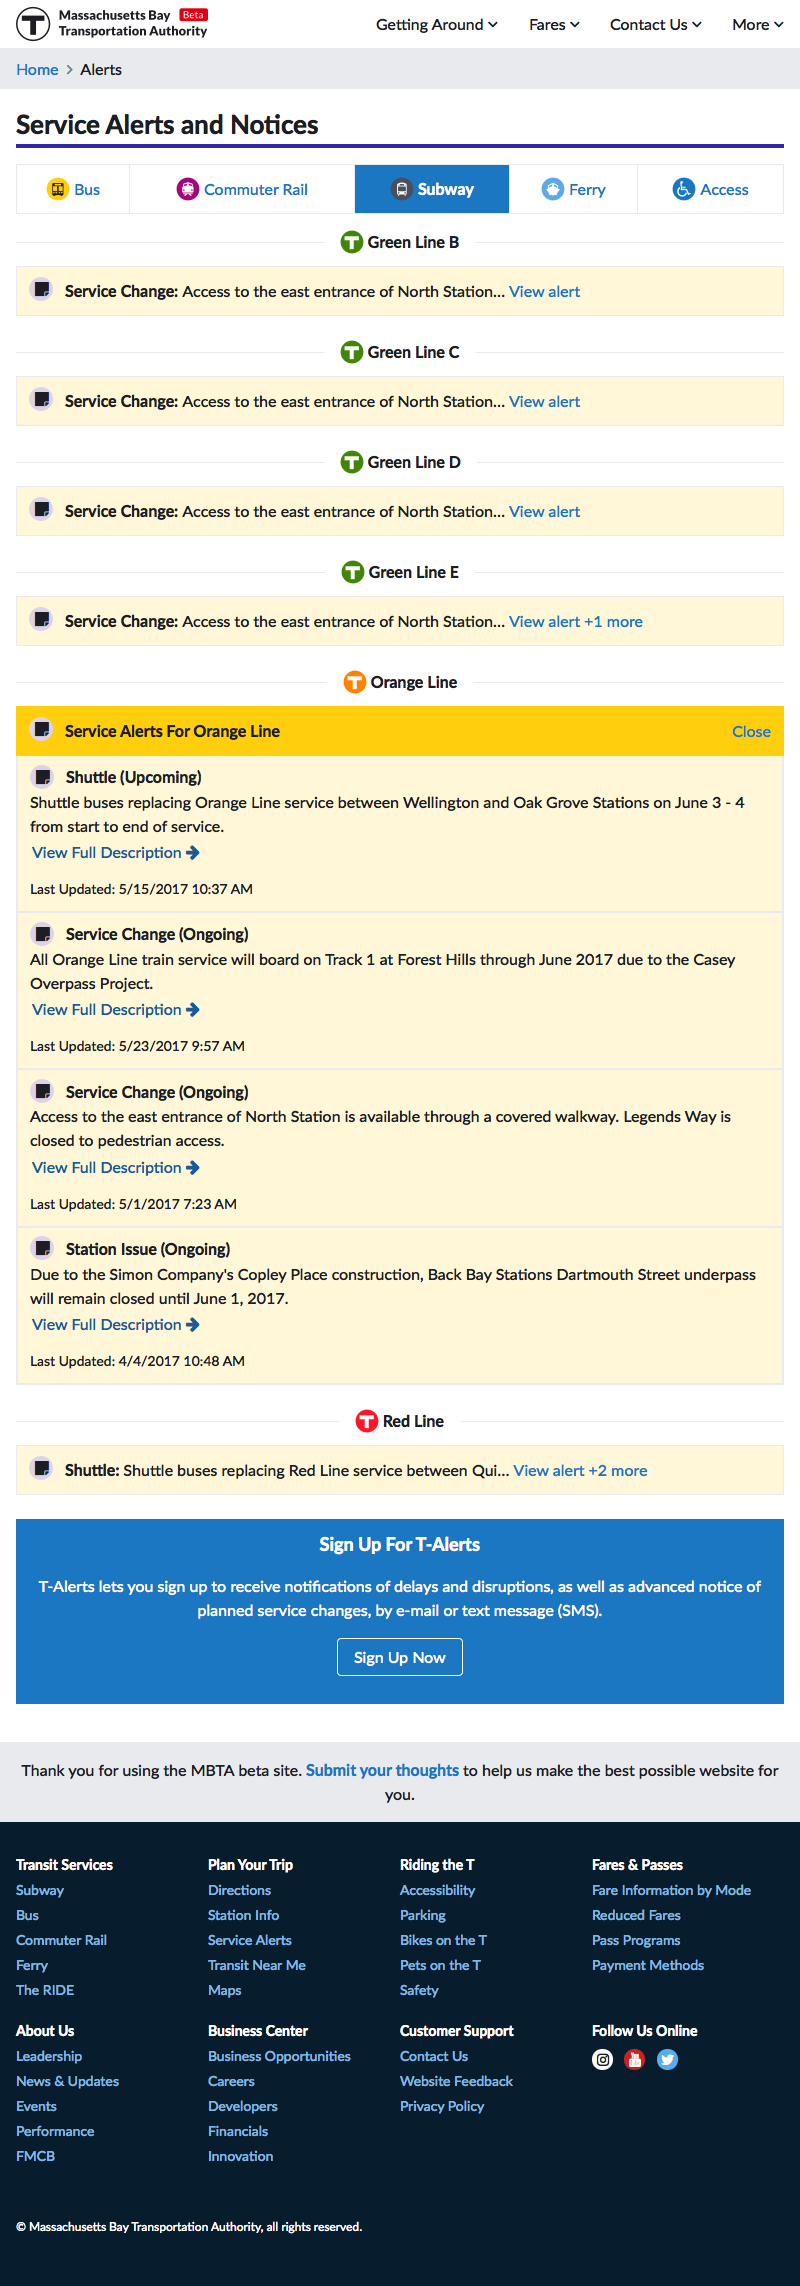 Massachusetts Bay Beta
Transportation Authority
Getting Around Fares Contact Us More
Home > Alerts
Service Alerts and Notices
Bus Commuter Rail Subway Ferry Access
T Green Line B
Service Change: Access to the east entrance of North Station... View alert
T Green Line C
Service Change: Access to the east entrance of North Station... View alert
T Green Line D
Service Change: Access to the east entrance of North Station... View alert
T Green Line E
Service Change: Access to the east entrance of North Station... View alert +1 more
T Orange Line
Service Alerts For Orange Line Close
Shuttle (Upcoming)
Shuttle buses replacing Orange Line service between Wellington and Oak Grove Stations on June 3 - 4
from start to end of service.
View Full Description
Last Updated: 5/15/2017 10:37 AM
Service Change (Ongoing)
All Orange Line train service will board on Track 1 at Forest Hills through June 2017 due to the Casey
Overpass Project.
View Full Description
Last Updated: 5/23/2017 9:57 AM
Service Change (Ongoing)
Access to the east entrance of North Station is available through a covered walkway. Legends Way is
closed to pedestrian access.
View Full Description
Last Updated: 5/1/2017 7:23 AM
Station Issue (Ongoing)
Due to the Simon Company's Copley Place construction, Back Bay Stations Dartmouth Street underpass
will remain closed until June 1, 2017.
View Full Description
Last Updated: 4/4/2017 10:48 AM
T Red Line
Shuttle: Shuttle buses replacing Red Line service between Qui... View alert +2 more
Sign Up For T-Alerts
T-Alerts lets you sign up to receive notifications of delays and disruptions, as well as advanced notice of
planned service changes, by e-mail or text message (SMS).
Sign Up Now
Thank you for using the MBTA beta site. Submit your thoughts to help us make the best possible website for
you.
Transit Services Plan Your Trip Riding the T Fares & Passes
Subway Directions Accessibility Fare Information by Mode
Bus Station Info Parking Reduced Fares
Commuter Rail Service Alerts Bikes on the T Pass Programs
Ferry Transit Near Me Pets on the T Payment Methods
The RIDE Maps Safety
About Us Business Center Customer Support Follow Us Online
Leadership Business Opportunities Contact Us
News & Updates Careers Website Feedback
Events Developers Privacy Policy
Performance Financials
FMCB Innovation
© Massachusetts Bay Transportation Authority, all rights reserved.